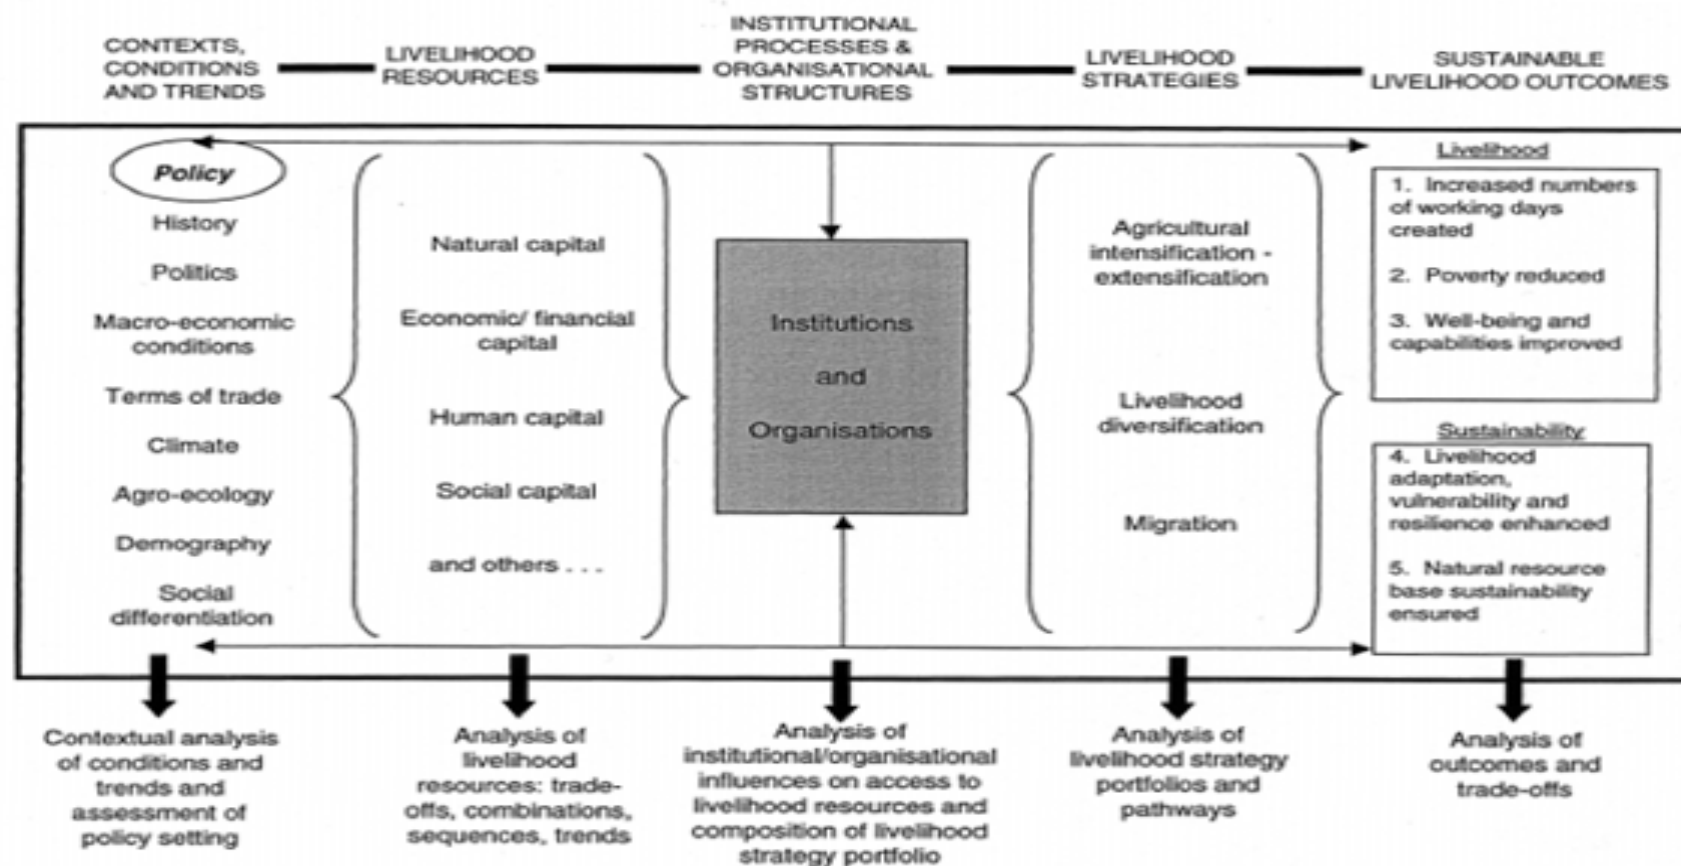 CONTEXTS,
CONDITIONS
AND TRENDS
LIVELIHOOD
RESOURCES
INSTITUTIONAL
PROCESSES &
ORGANISATIONAL
STRUCTURES
LIVELIHOOD
STRATEGIES
SUSTAINABLE
LIVELIHOOD OUTCOMES
Policy
History
Politics
Macro-economic
conditions
Terms of trade
Climate
Agro-ecology
Demography
Social
differentiation
Natural capital
Economic/ financial
capital
Human capital
Social capital
and others . . .
Institutions
and
Organisations
Agricultural
intensification -
extensification
Livelihood
diversification
Migration
Livelihood
1. Increased numbers
of working days
created
2. Poverty reduced
3. Well-being and
capabilities improved
Sustainability
4. Livelihood
adaptation,
vulnerability and
resilience enhanced
5. Natural resource
base sustainability
ensured
Contextual analysis
of conditions and
trends and
assessment of
policy setting
Analysis of
livelihood
resources: trade-
offs, combinations,
sequences, trends
Analysis of
institutional/organisational
influences on access to
livelihood resources and
composition of livelihood
strategy portfolio
Analysis of
livelihood strategy
portfolios and
pathways
Analysis of
outcomes and
trade-offs